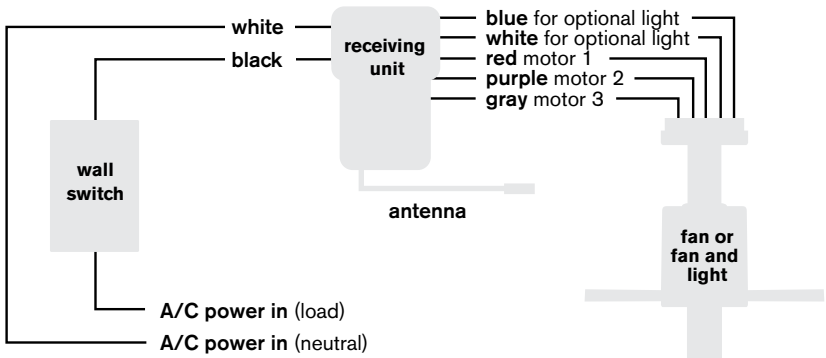 white
black
receiving
unit
blue for optional light
white for optional light
red motor 1
purple motor 2
gray motor 3
wall
switch
antenna
fan or
fan and
light
A/C power in (load)
A/C power in (neutral)